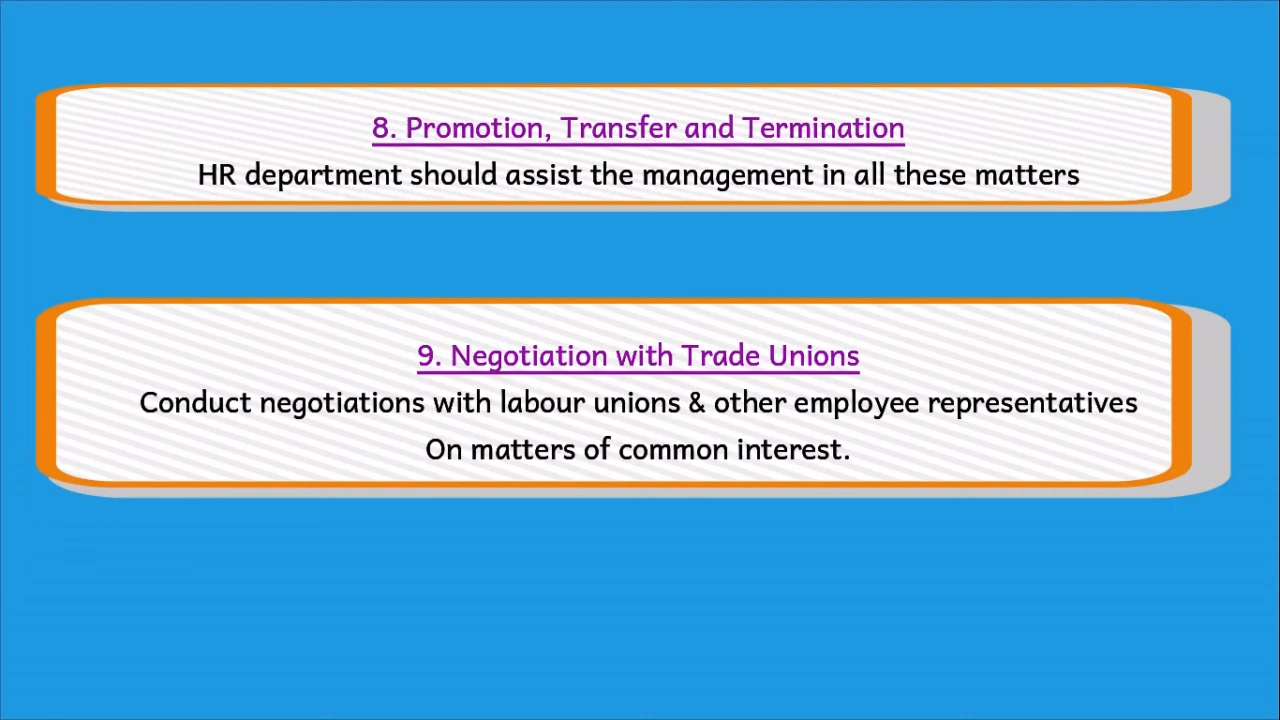 8. Promotion, Transfer and Termination
HR department should assist the management in all these matters
9. Negotiation with Trade Unions
Conduct negotiations with labour unions & other employee representatives
On matters of common interest.